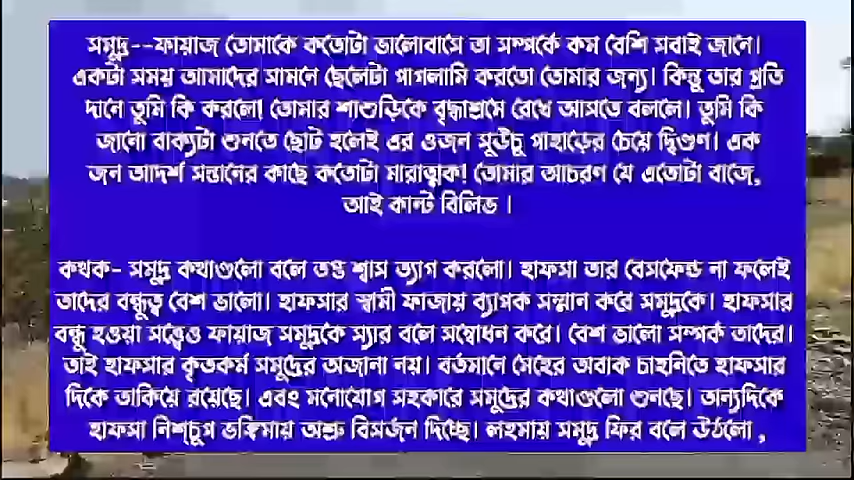 সমুদ্র--ফায়াজ তোমাকে কতোটা ভালোবাসে তা সম্পর্কে কম বেশি সবাই জানে।
একটা সময় আমাদের সামনে ছেলেটা পাগলামি করতো তোমার জন্য। কিন্তু তার প্রতি
দানে তুমি কি করলে! তোমার শাশুড়িকে বৃদ্ধাশ্রমে রেখে আসতে বললে। তুমি কি
জানো বাক্যটা শুনতে ছোট হলেই এর ওজন সুউচু পাহাড়ের চেয়ে দ্বিগুণ। এক
জন আদর্শ সন্তানের কাছে কতোটা মারাত্মক! তোমার আচরণ যে এতোটা বাজে,
আই কান্ট বিলিভ ।
কথক- সমুদ্র কথাগুলো বলে তপ্ত শ্বাস ত্যাগ করলো। হাফসা তার বেসফেন্ড না ফলেই
তাদের বন্ধুত্ব বেশ ভালো। হাফসার স্বামী ফাজায় ব্যাপক সম্মান করে সমুদ্রকে। হাফসার
বন্ধু হওয়া সত্ত্বেও ফায়াজ সমুদ্রকে স্যার বলে সম্বোধন করে। বেশ ভালো সম্পর্ক তাদের।
তাই হাফসার কৃতকর্ম সমুদ্রের অজানা নয়। বর্তমানে মেহের অবাক চাহনিতে হাফসার
দিকে তাকিয়ে রয়েছে। এবং মনোযোগ সহকারে সমুদ্রের কথাগুলো শুনছে। অন্যদিকে
হাফসা নিশ্চুপ ভঙ্গিমায় অশ্রু বিসর্জন দিচ্ছে। লহমায় সমুদ্র ফির বলে উঠলো ,